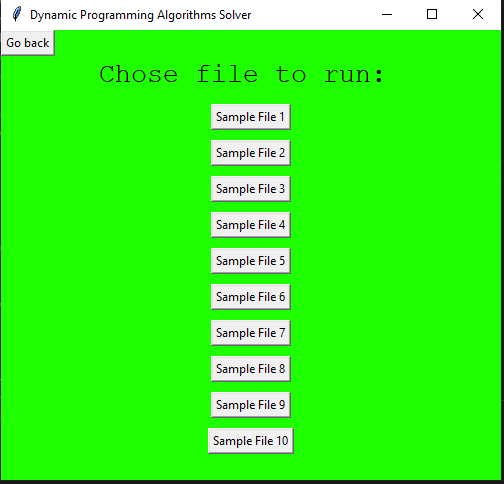 Dynamic Programming Algorithms Solver
Go back
Chose file to run:
Sample File 1
Sample File 2
Sample File 3
Sample File 4
Sample File 5
Sample File 6
Sample File 7
Sample File 8
Sample File 9
Sample File 10